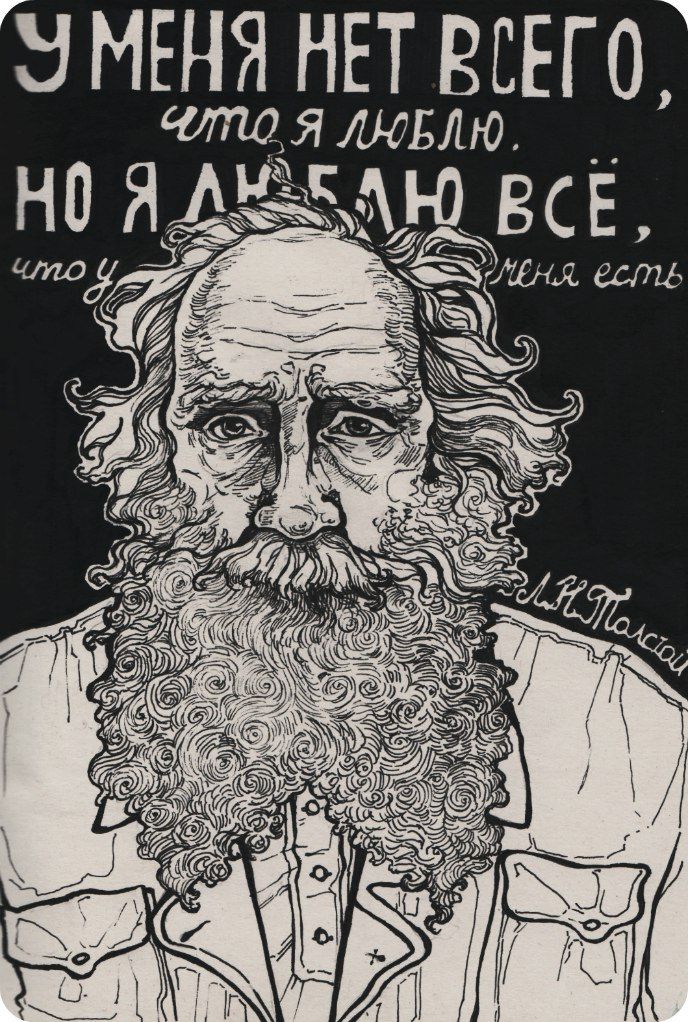 У МЕНЯ НЕТ ВСЕГО,
что я люблю.
НО Я ЛЮБЛЮ ВСЁ,
что у меня есть
Л.Н.Толстой